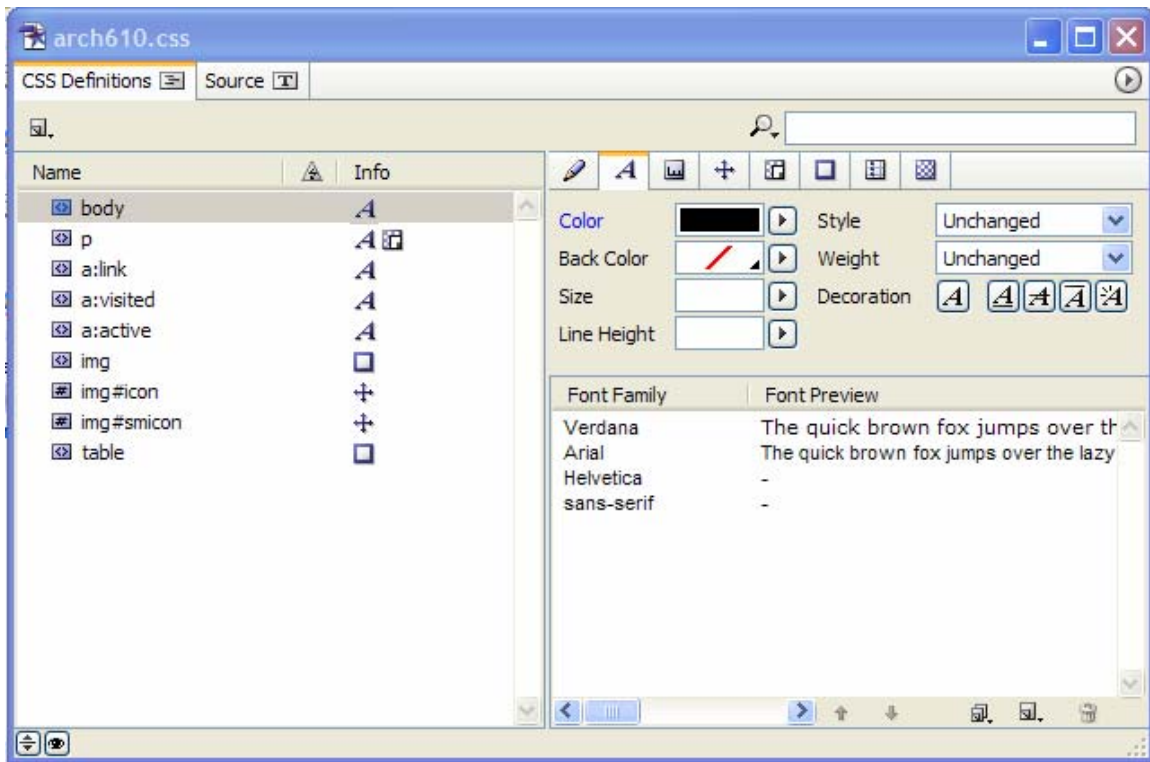 arch610.css
CSS Definitions Source T
Name Info
body A
p A
a:link A
a:visited A
a:active A
img
img#icon
img#smicon
table
A
Color Style Unchanged
Back Color Weight Unchanged
Size Decoration A A A A A
Line Height
Font Family Font Preview
Verdana The quick brown fox jumps over th
Arial The quick brown fox jumps over the lazy
Helvetica -
sans-serif -